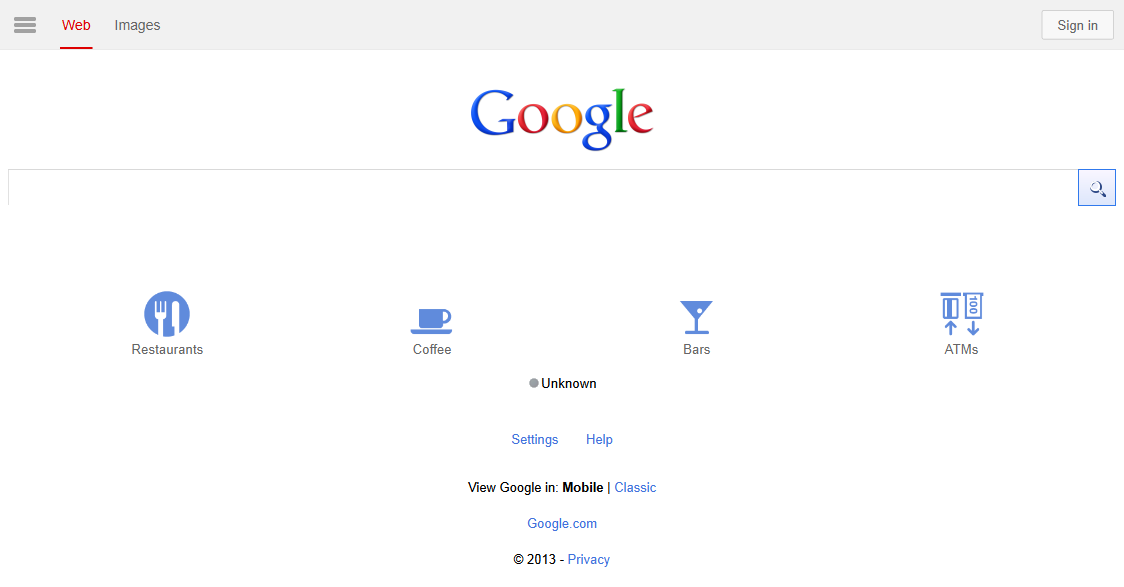 Web Images Sign in
Google
100
Restaurants Coffee Bars ATMs
Unknown
Settings Help
View Google in: Mobile | Classic
Google.com
© 2013 - Privacy